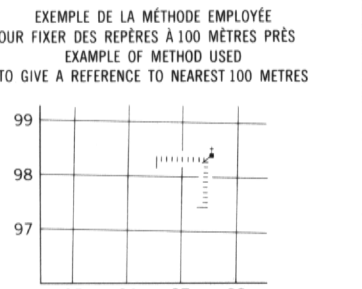 EXEMPLE DE LA MÉTHODE EMPLOYÉE
OUR FIXER DES REPÈRES À 100 MÈTRES PRÈS
EXAMPLE OF METHOD USED
TO GIVE A REFERENCE TO NEAREST 100 METRES
99
98
97